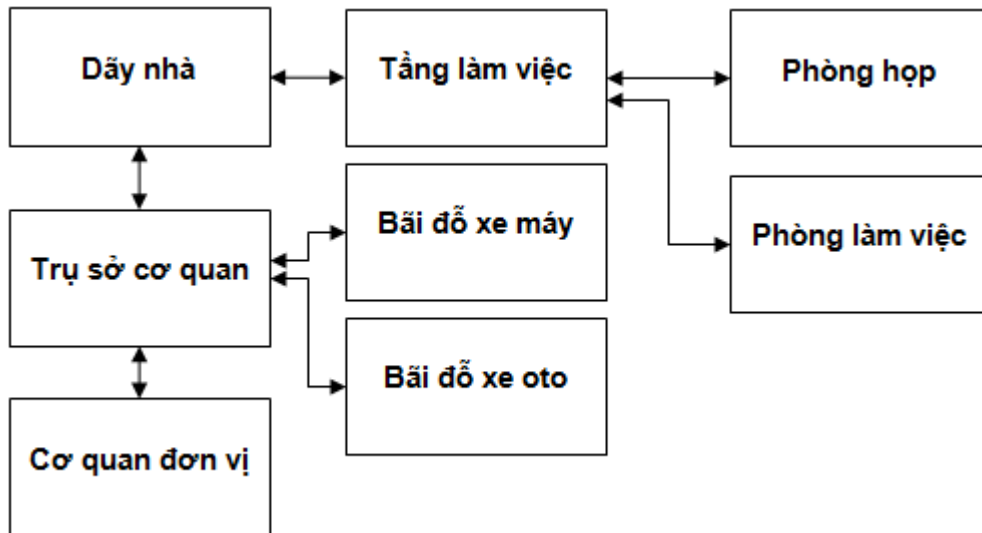 Dãy nhà
Tầng làm việc
Phòng họp
Bãi đỗ xe máy
Phòng làm việc
Trụ sở cơ quan
Bãi đỗ xe oto
Cơ quan đơn vị